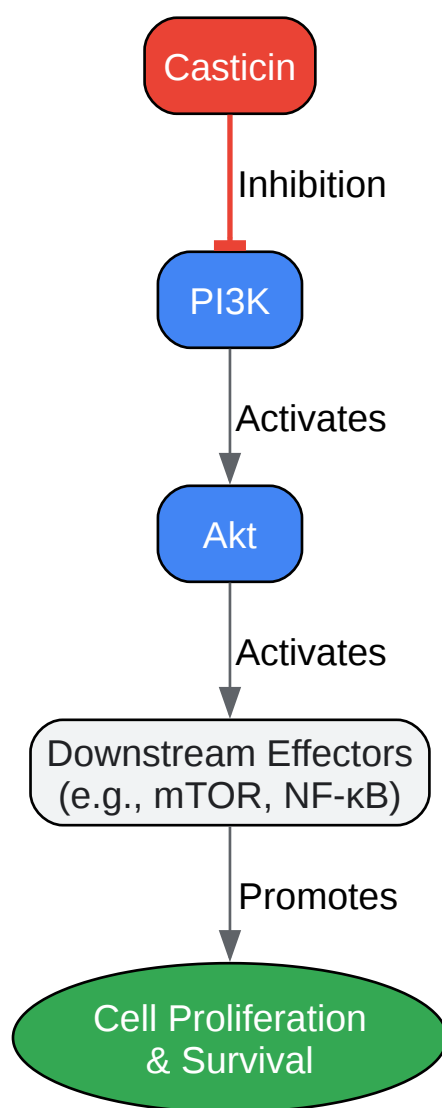 Casticin
Inhibition
PI3K
Activates
Akt
Activates
Downstream Effectors
(e.g., mTOR, NF-κB)
Promotes
Cell Proliferation
& Survival